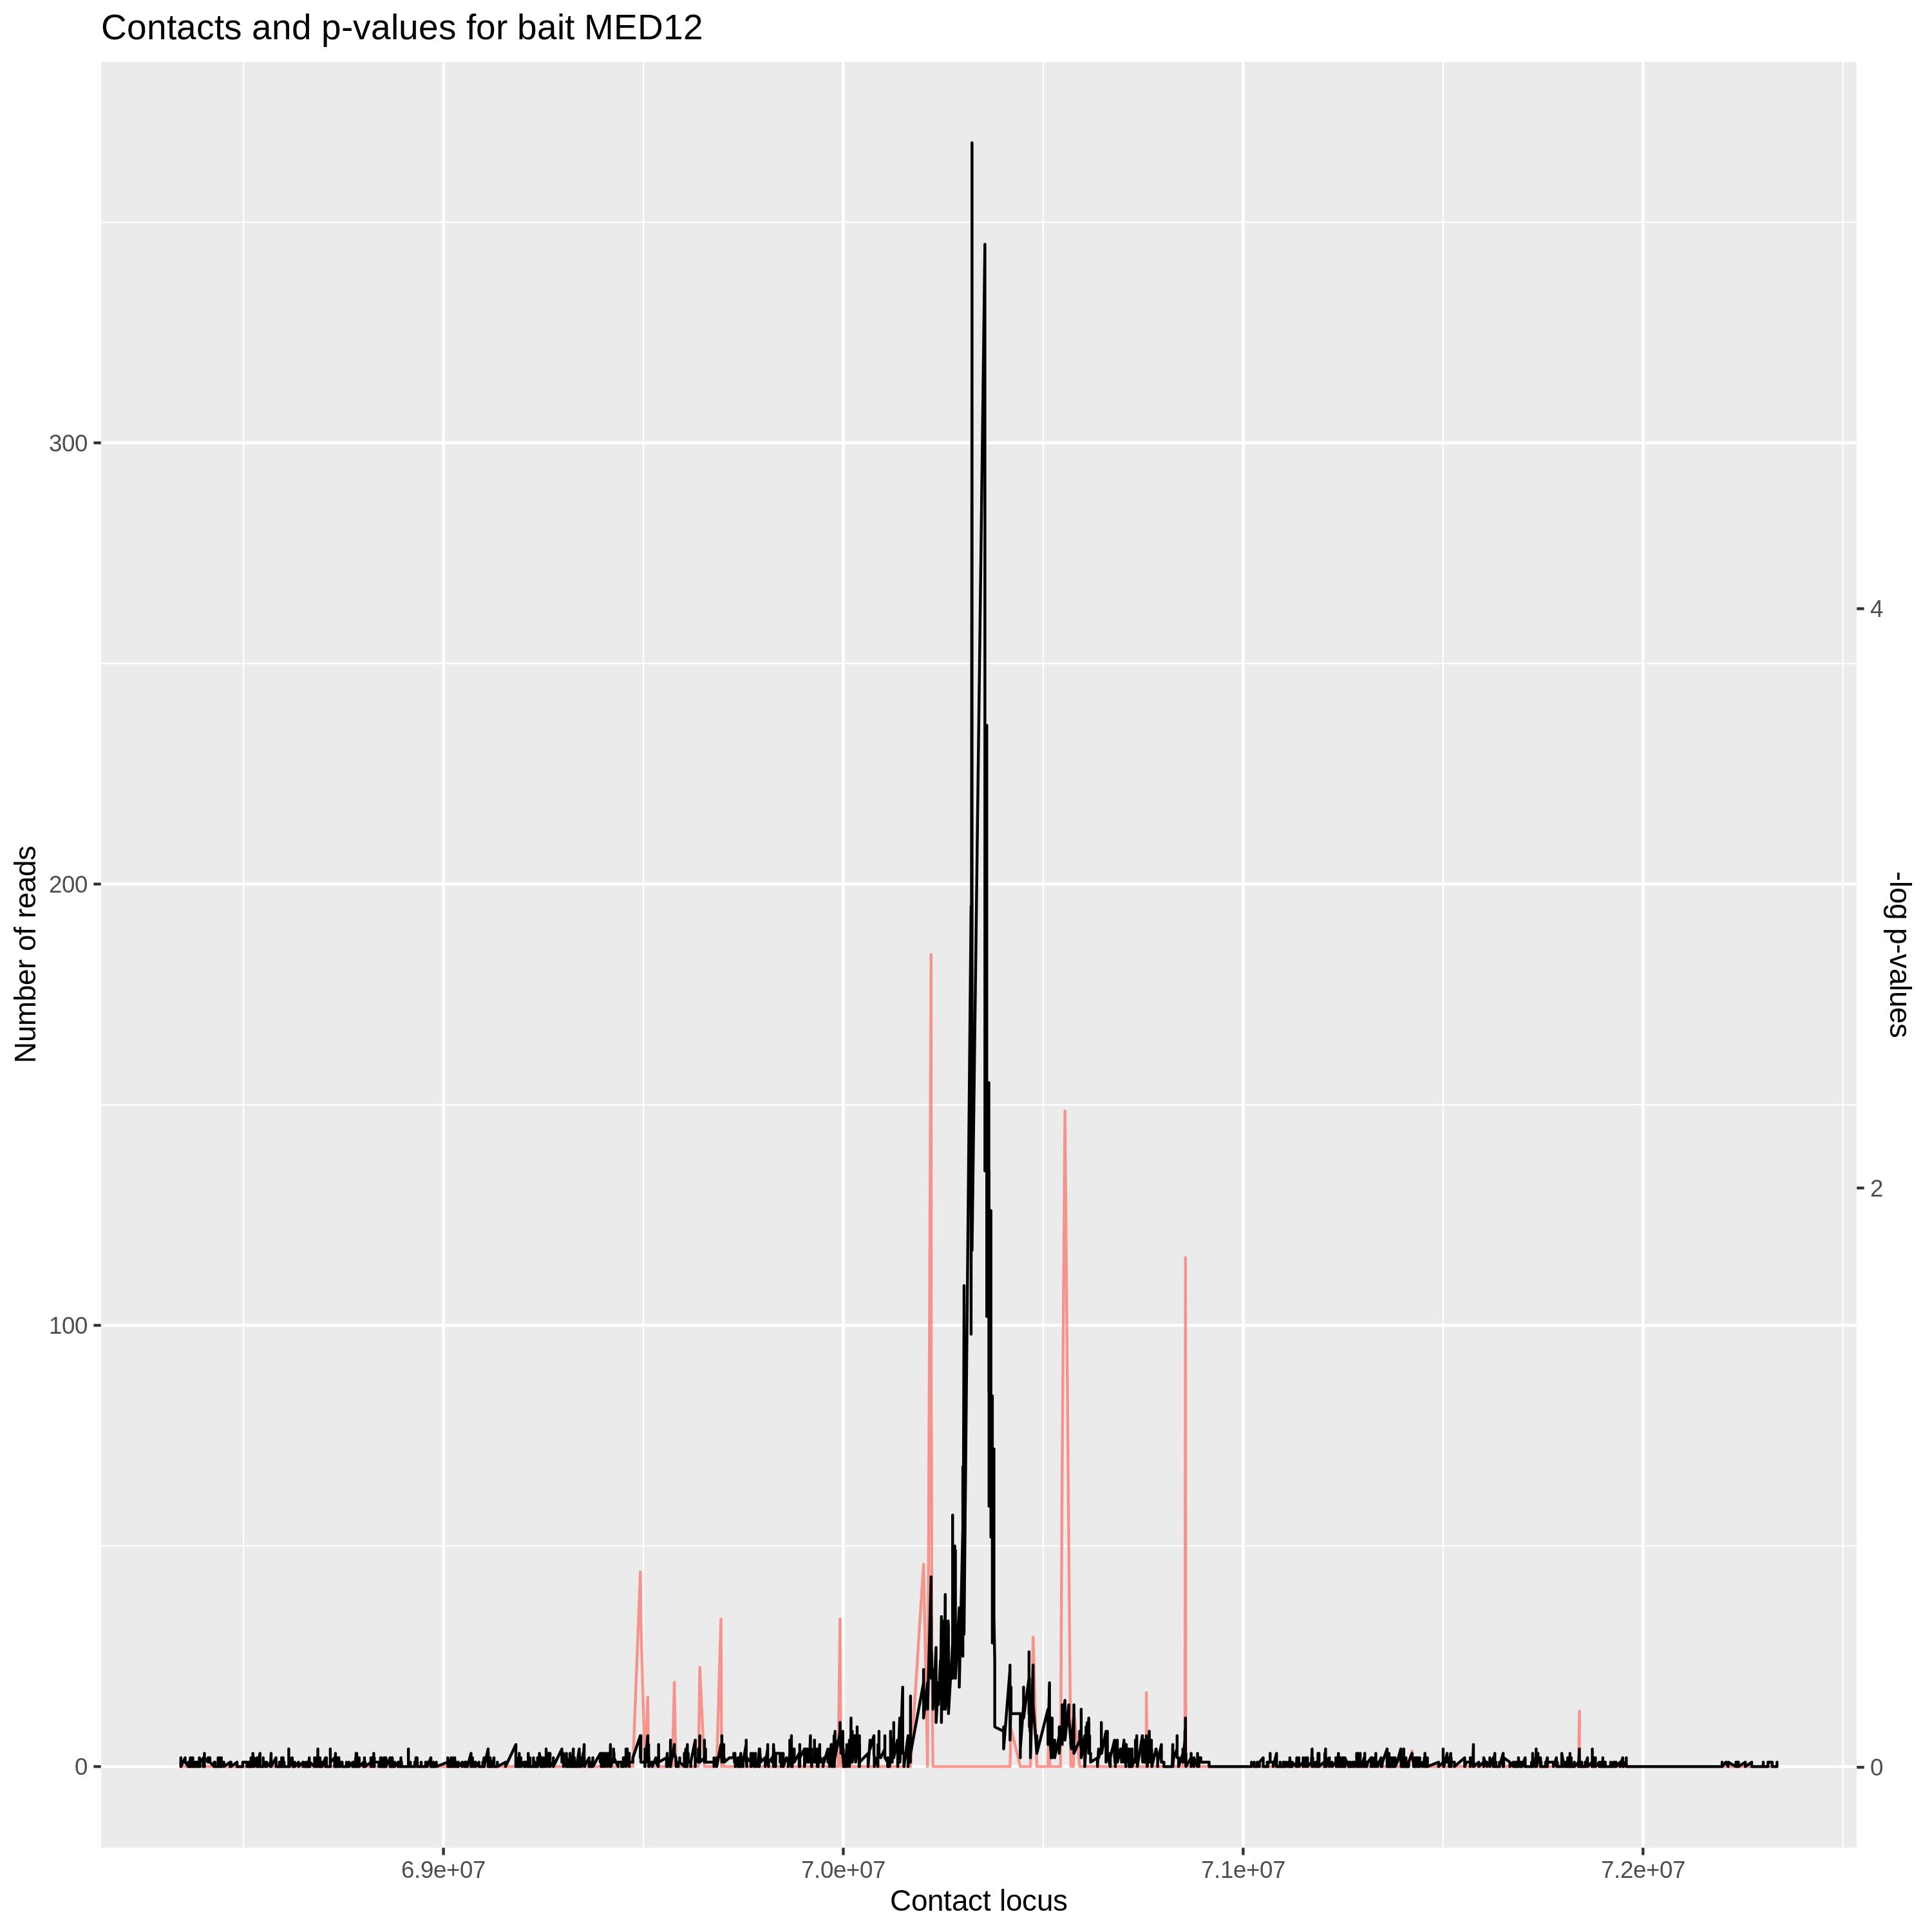 Contacts and p-values for bait MED12
300
200
100
0
Number of reads
4
2
0
-log p-values
6.9e+07
7.0e+07
7.1e+07
7.2e+07
Contact locus